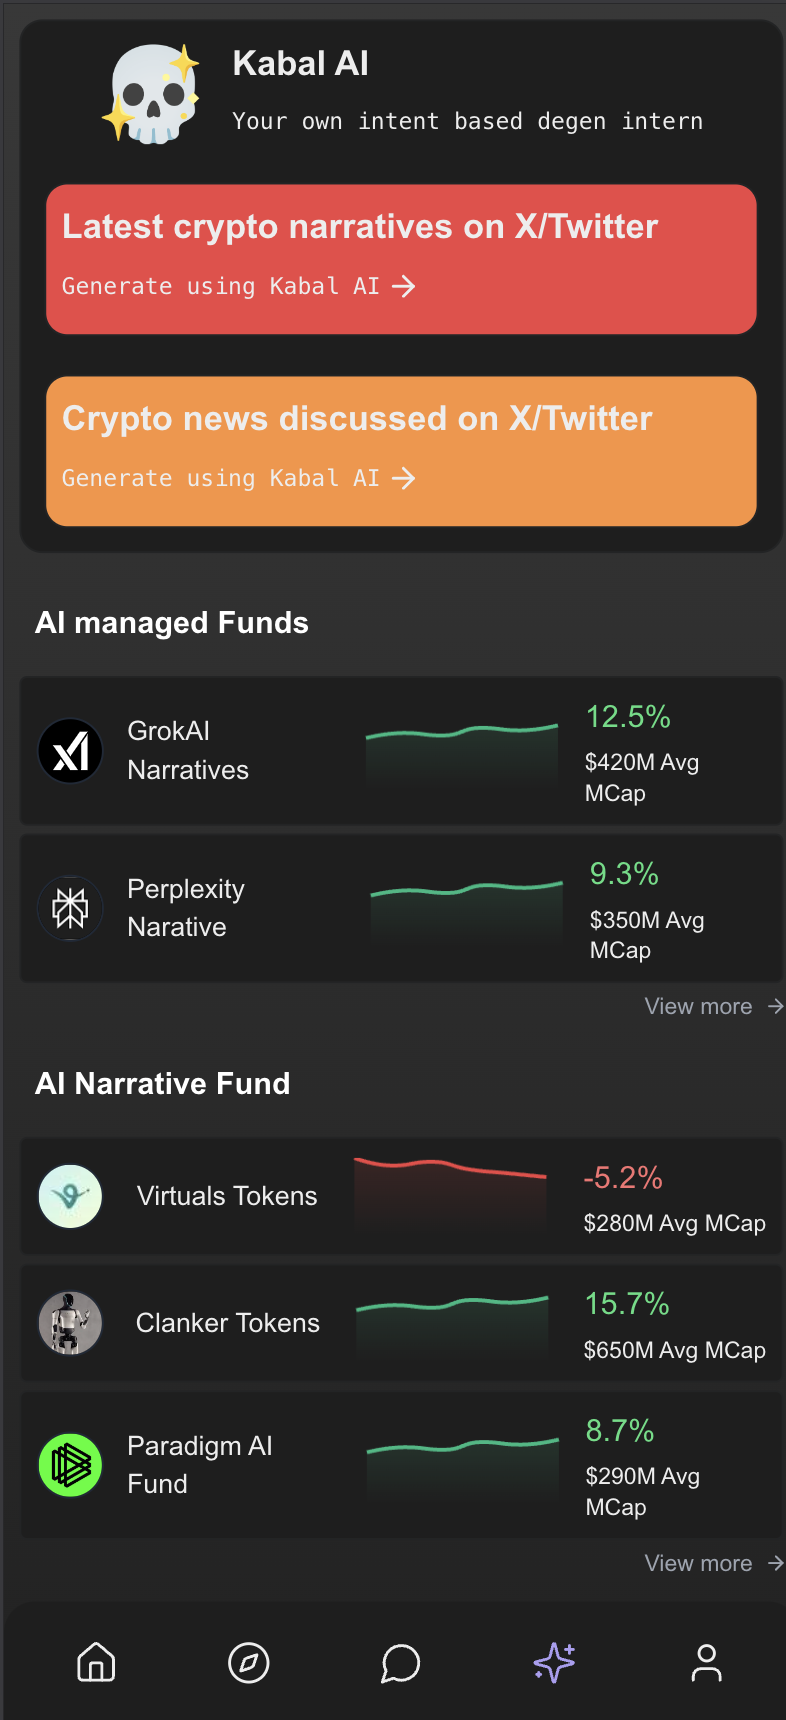 Kabal AI
Your own intent based degen intern
Latest crypto narratives on X/Twitter
Generate using Kabal AI →
Crypto news discussed on X/Twitter
Generate using Kabal AI →
AI managed Funds
GrokAI
Narratives
12.5%
$420M Avg
MCap
Perplexity
Narative
9.3%
$350M Avg
MCap
View more →
AI Narrative Fund
Virtuals Tokens
-5.2%
$280M Avg MCap
Clanker Tokens
15.7%
$650M Avg MCap
Paradigm AI
Fund
8.7%
$290M Avg
MCap
View more →